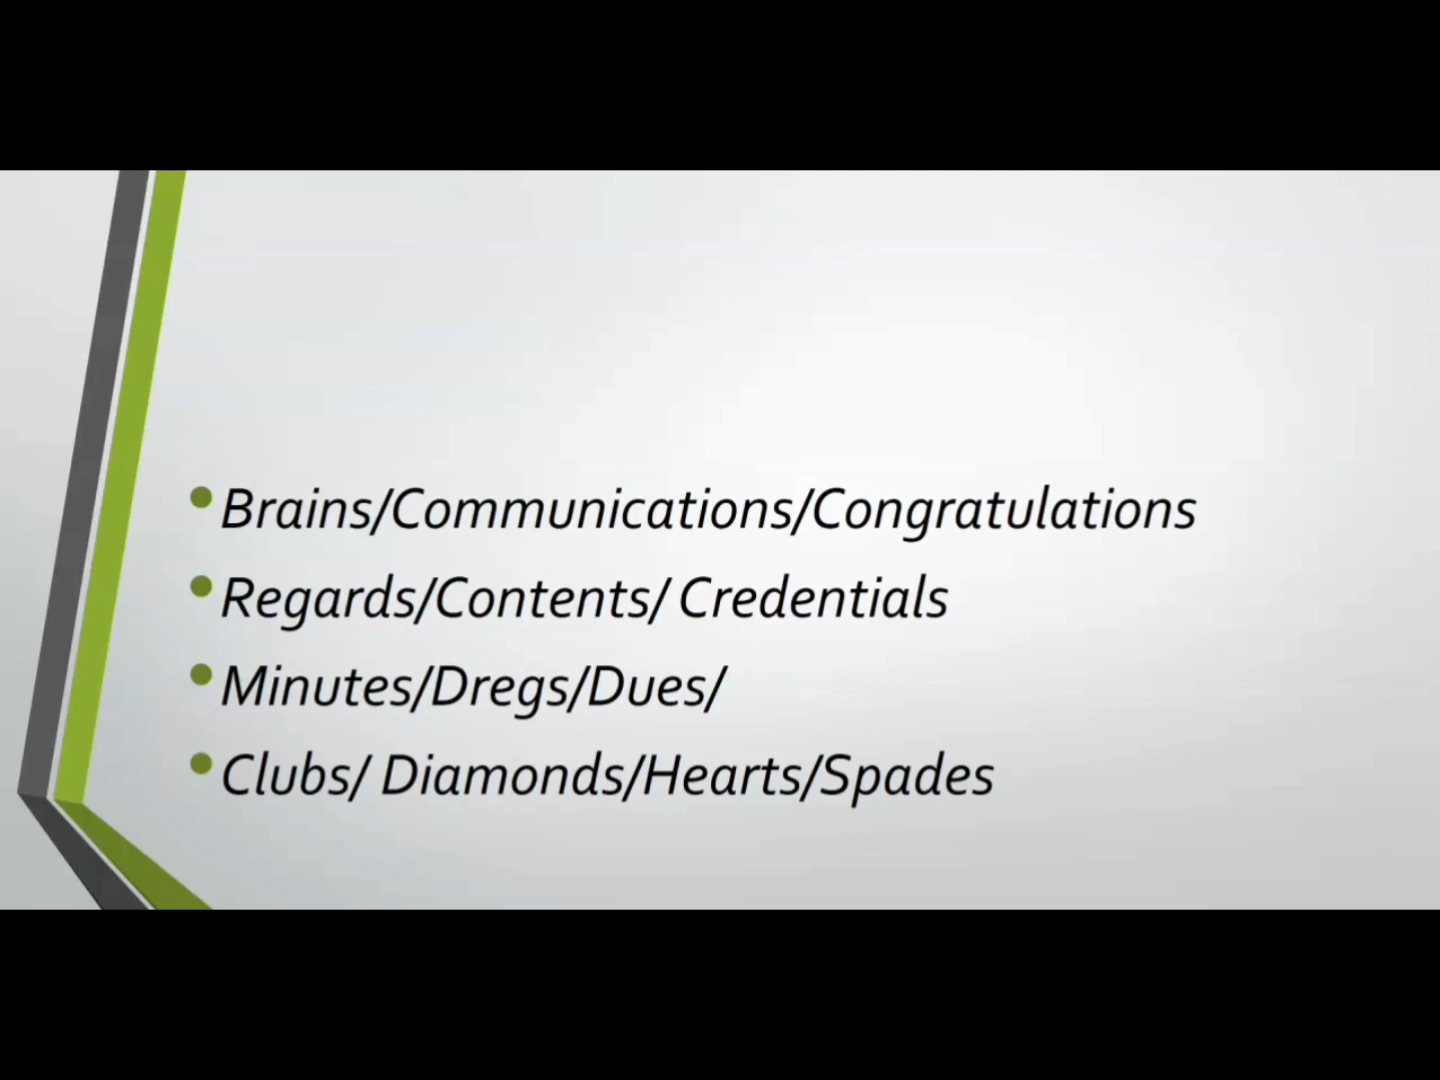 Brains/Communications/Congratulations
Regards/Contents/ Credentials
Minutes/Dregs/Dues/
Clubs/ Diamonds/Hearts/Spades